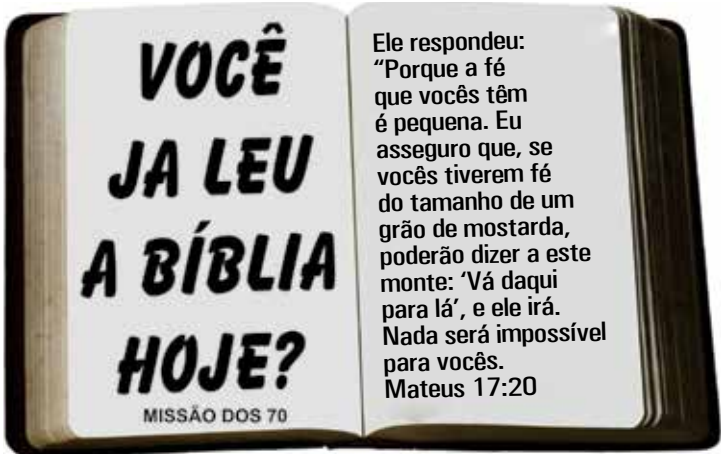 VOCÊ
JA LEU
A BÍBLIA
HOJE?
MISSÃO DOS 70
Ele respondeu:
“Porque a fé
que vocês têm
é pequena. Eu
asseguro que, se
vocês tiverem fé
do tamanho de um
grão de mostarda,
poderão dizer a este
monte: ‘Vá daqui
para lá’, e ele irá.
Nada será impossível
para vocês.
Mateus 17:20